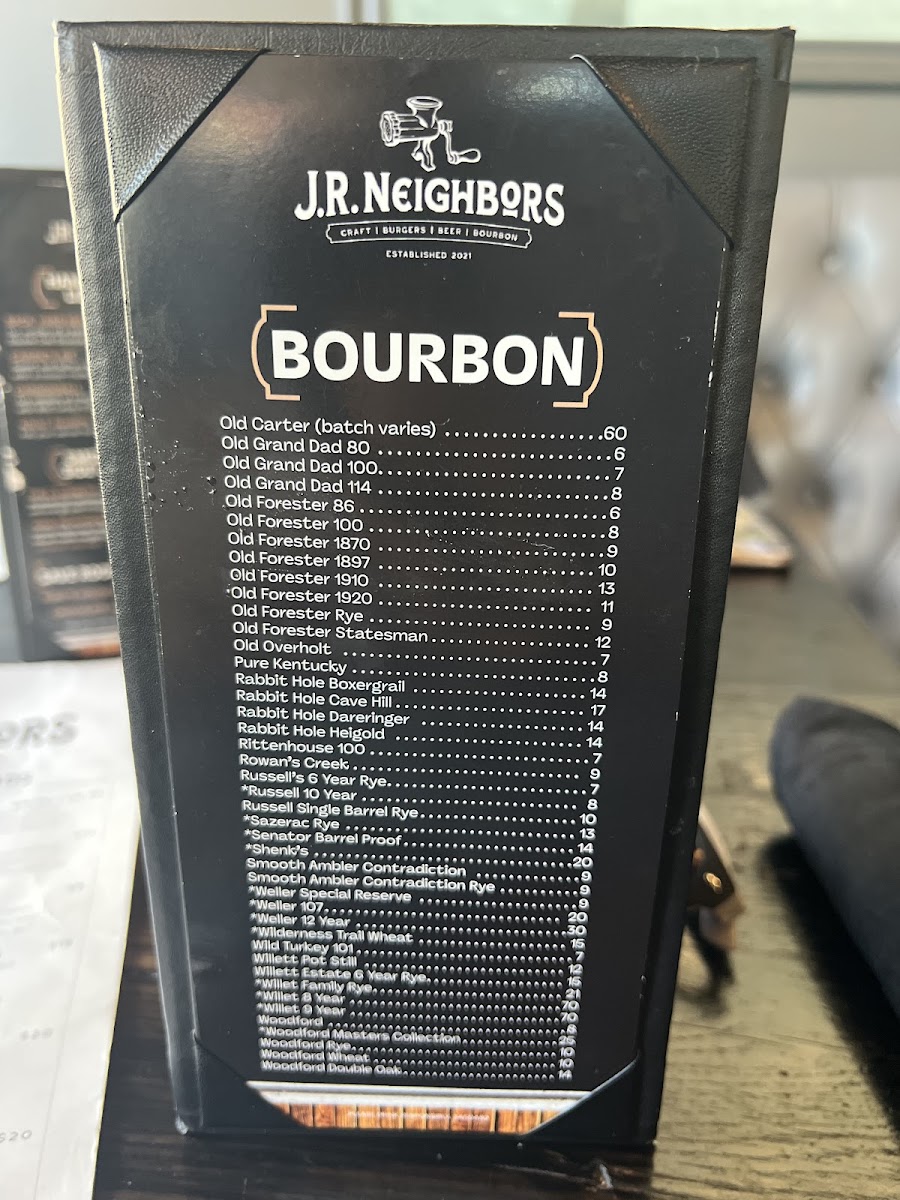 J.R. NEIGHBORS
CRAFT | BURGERS | BEER | BOURBON
ESTABLISHED 2021
BOURBON
Old Carter (batch varies) ..................60
Old Grand Dad 80 ..................6
Old Grand Dad 100..................7
Old Grand Dad 114 ..................8
Old Forester 86 ..................6
Old Forester 100 ..................8
Old Forester 1870 ..................9
Old Forester 1897 ..................10
Old Forester 1910 ..................13
Old Forester 1920 ..................11
Old Forester Rye ..................9
Old Forester Statesman..................12
Old Overholt ..................7
Pure Kentucky ..................8
Rabbit Hole Boxergrail ..................14
Rabbit Hole Cave Hill ..................17
Rabbit Hole Dareringer ..................14
Rabbit Hole Heigold ..................14
Rittenhouse 100 ..................7
Rowan's Creek..................9
Russell's 6 Year Rye..................7
*Russell 10 Year ..................8
Russell Single Barrel Rye ..................10
*Sazerac Rye ..................13
*Senator Barrel Proof..................14
*Shenk's ..................20
Smooth Ambler Contradiction ..................9
Smooth Ambler Contradiction Rye ..................9
*Weller Special Reserve ..................9
*Weller 107..................20
*Weller 12 Year ..................30
*Wilderness Trail Wheat ..................15
Wild Turkey 101 ..................7
Willett Pot Still ..................12
Willett Estate 6 Year Rye..................15
*Willet Family Rye..................21
*Willet 8 Year ..................70
*Willet 9 Year ..................70
Woodford ..................8
*Woodford Masters Collection ..................25
Woodford Rye..................10
Woodford Wheat ..................10
Woodford Double Oak..................14